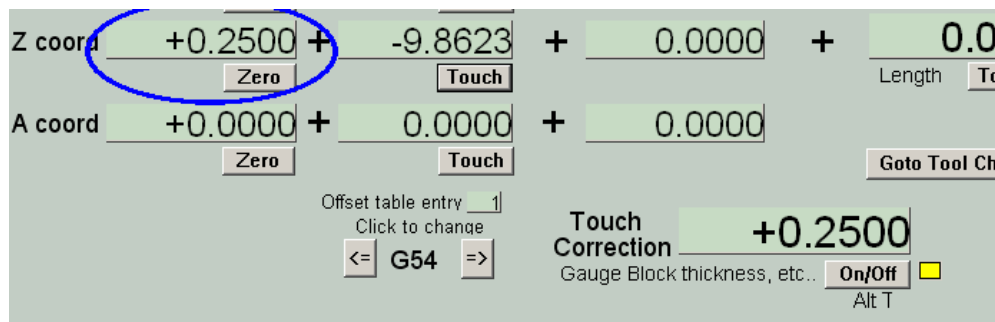 Z coord +0.2500 + -9.8623 + 0.0000 +
Zero Touch Length
A coord +0.0000 + 0.0000 + 0.0000
Zero Touch Goto Tool
Offset table entry 1
Click to change
<= G54 =>
Touch
Correction +0.2500
Gauge Block thickness, etc.. On/Off
Alt T